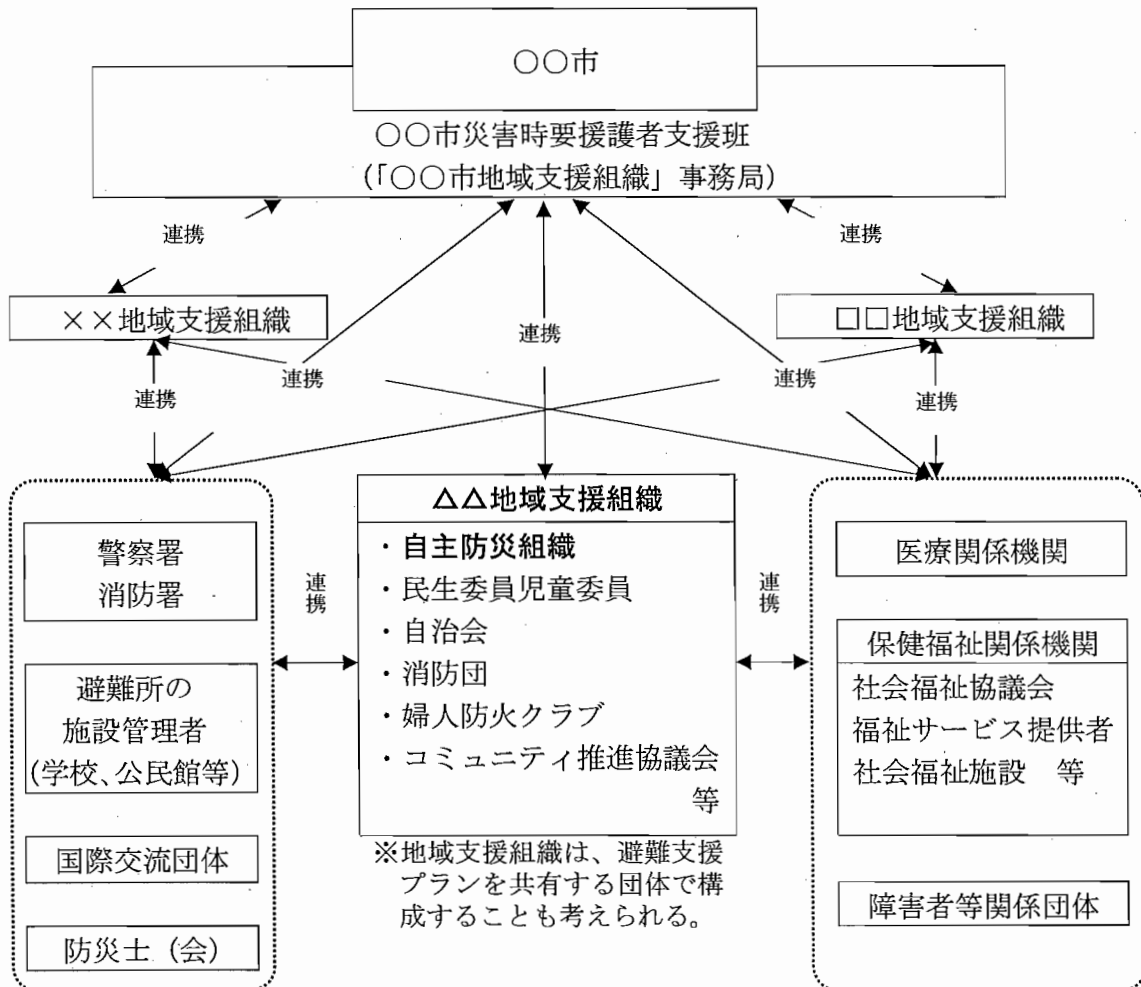 ○○市
○○市災害時要援護者支援班
(「○○市地域支援組織」事務局)
連携
連携
××地域支援組織
□□地域支援組織
連携
連携
連携
連携
連携
警察署
消防署
避難所の
施設管理者
(学校、公民館等)
国際交流団体
防災士（会）
連携
△△地域支援組織
・自主防災組織
・民生委員児童委員
・自治会
・消防団
・婦人防火クラブ
・コミュニティ推進協議会
等
※地域支援組織は、避難支援
プランを共有する団体で構
成することも考えられる。
連携
医療関係機関
保健福祉関係機関
社会福祉協議会
福祉サービス提供者
社会福祉施設　等
障害者等関係団体